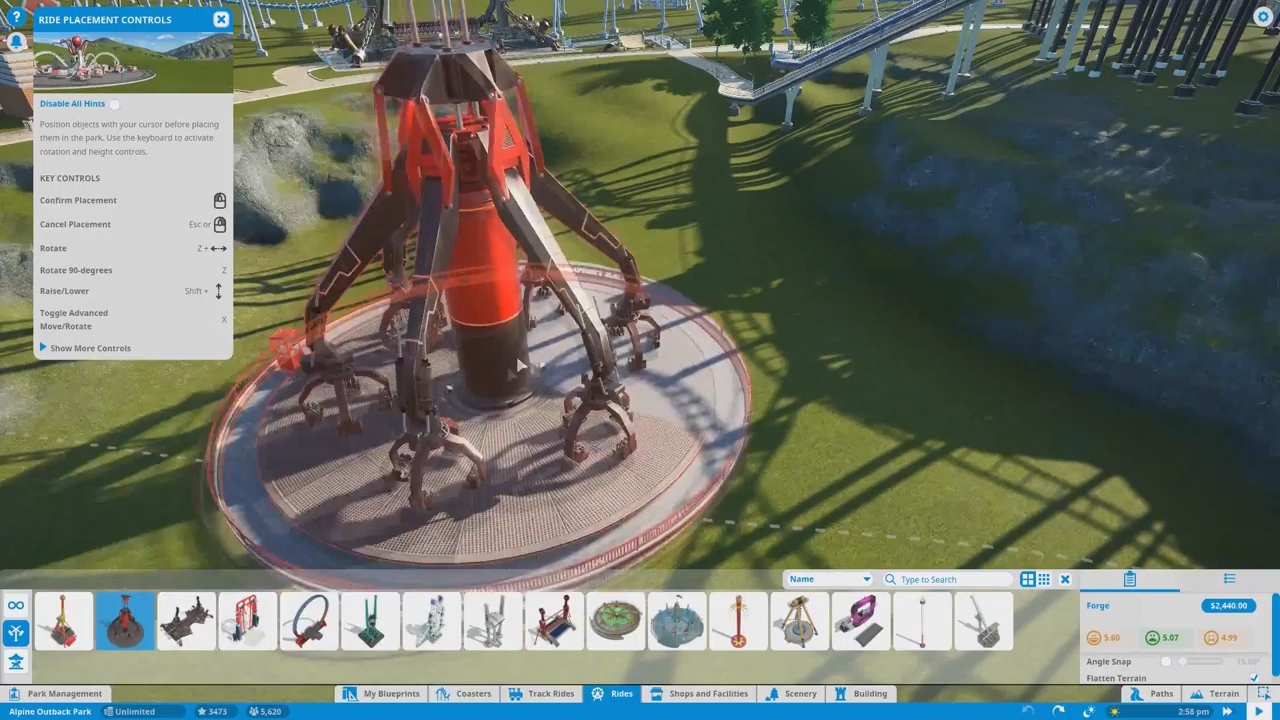 RIDE PLACEMENT CONTROLS
Disable All Hints
Position objects with your cursor before placing
them in the park. Use the keyboard to activate
rotation and height controls.
KEY CONTROLS
Confirm Placement
Cancel Placement Esc or
Rotate Z +
Rotate 90-degrees Z
Raise/Lower Shift +
Toggle Advanced
Move/Rotate X
Show More Controls
Name
Type to Search
Forge $2,440.00
5.60 5.07 4.99
Angle Snap 15.00°
Flatten Terrain
Park Management
My Blueprints
Coasters
Track Rides
Rides
Shops and Facilities
Scenery
Building
Paths
Terrain
Alpine Outback Park Unlimited 3473 5,620 2:58 pm